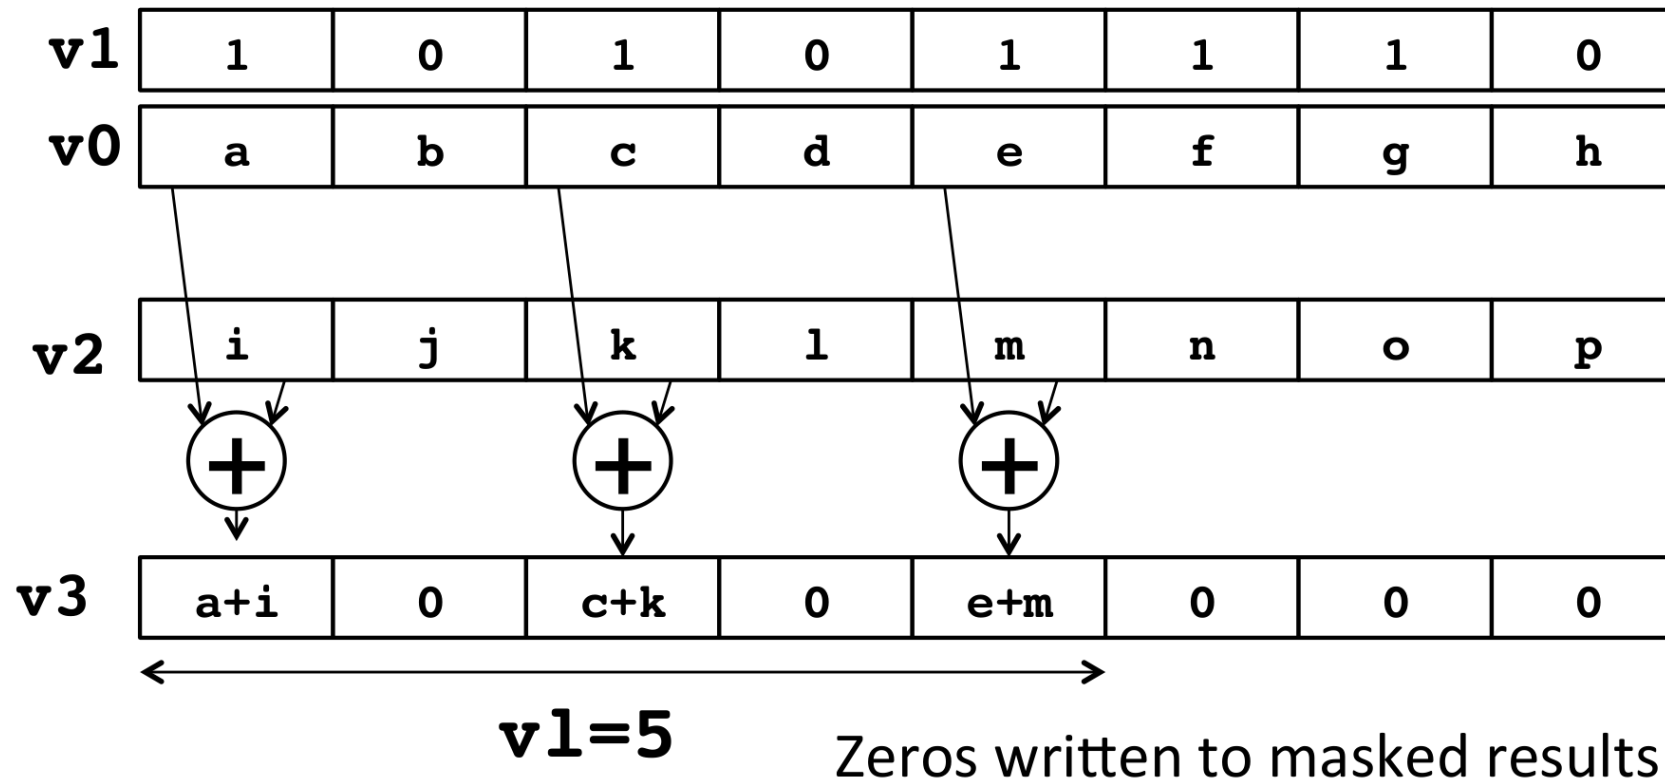 v1 1 0 1 0 1 1 1 0
v0 a b c d e f g h
v2 i j k l m n o p
+ + +
v3 a+i 0 c+k 0 e+m 0 0 0
vl=5
Zeros written to masked results